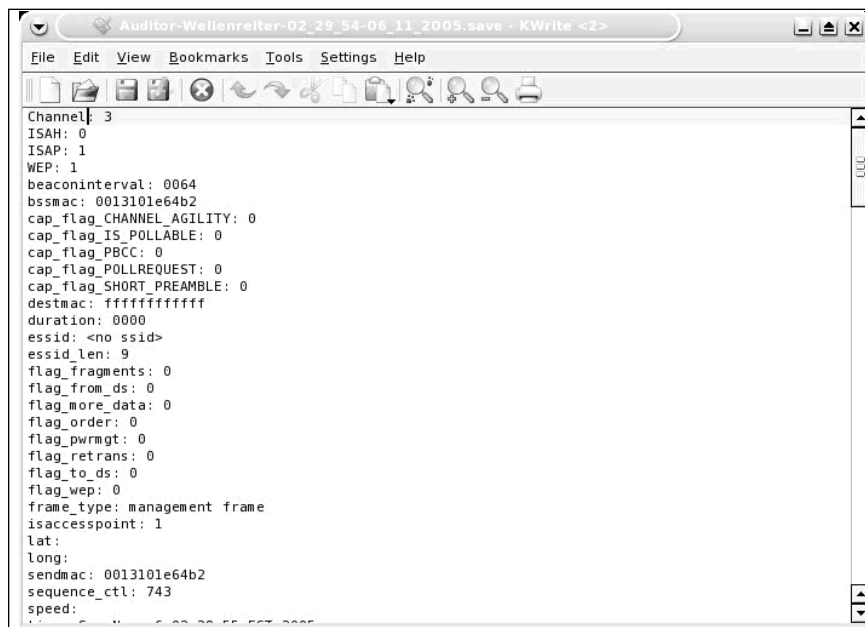 Auditor-Wellenreiter-02_29_54-06_11_2005.save - KWrite <2>
File Edit View Bookmarks Tools Settings Help
Channel: 3
ISAH: 0
ISAP: 1
WEP: 1
beaconinterval: 0064
bssmac: 0013101e64b2
cap_flag_CHANNEL_AGILITY: 0
cap_flag_IS_POLLABLE: 0
cap_flag_PBCC: 0
cap_flag_POLLREQUEST: 0
cap_flag_SHORT_PREAMBLE: 0
destmac: ffffffffffff
duration: 0000
essid: <no ssid>
essid_len: 9
flag_fragments: 0
flag_from_ds: 0
flag_more_data: 0
flag_order: 0
flag_pwrmgt: 0
flag_retrans: 0
flag_to_ds: 0
flag_wep: 0
frame_type: management frame
isaccesspoint: 1
lat:
long:
sendmac: 0013101e64b2
sequence_ctl: 743
speed: